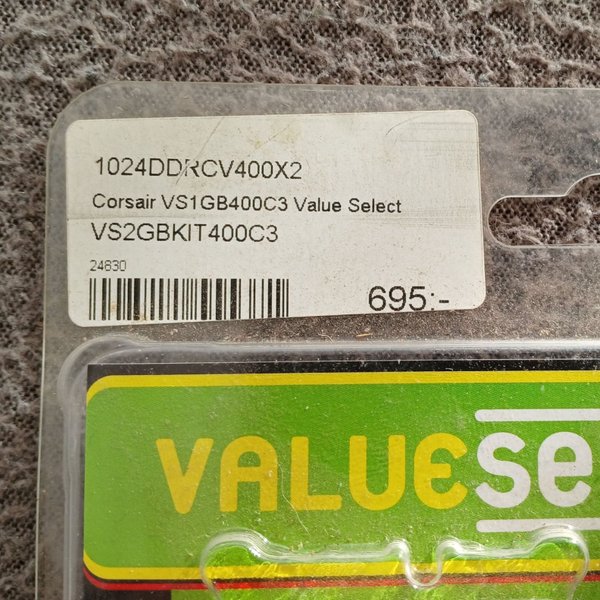 1024DDRCV400X2
Corsair VS1GB400C3 Value Select
VS2GBKIT400C3
24630
695:-
VALUESE